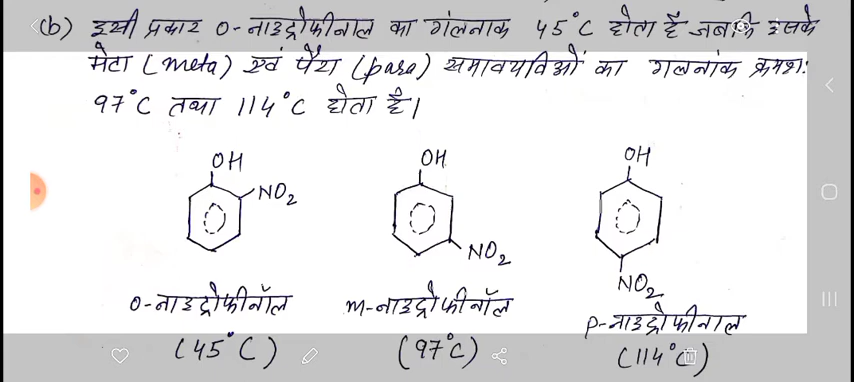 (b) इसी प्रकार o-नाइट्रोफीनाल का गंलनाक 45°C होता है जबकि इसके
मेटा (meta) एवं पैरा (para) समावयविओं का गलनांक क्रमशः
97°C तथा 114°C होता है।
OH OH OH
NO2
NO2
NO2
o-नाइट्रोफीनॉल m-नाइट्रोफीनॉल p-नाइट्रोफीनाल
(45°C) (97°C) (114°C)